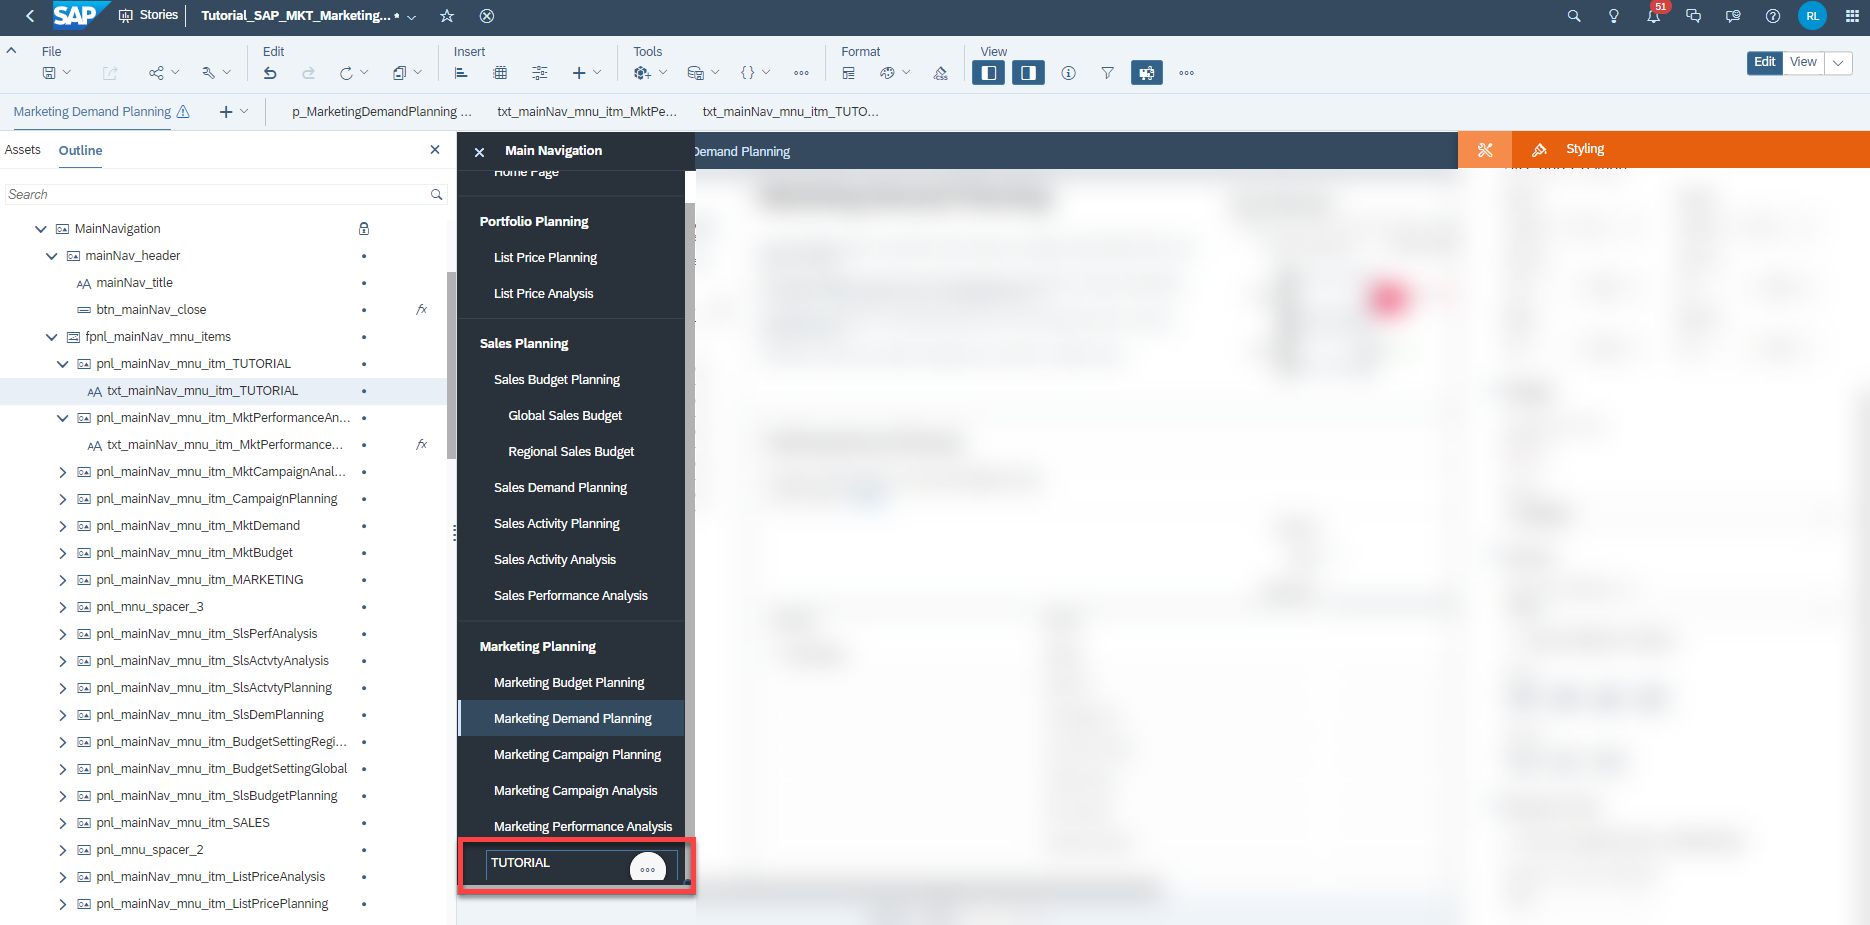 SAP Stories Tutorial_SAP_MKT_Marketing... *
51
RL
File Edit Insert Tools Format View
Edit View
Marketing Demand Planning p_MarketingDemandPlanning ... txt_mainNav_mnu_itm_MktPe... txt_mainNav_mnu_itm_TUTO...
Assets Outline
Search
MainNavigation
mainNav_header
mainNav_title
btn_mainNav_close fx
fpnl_mainNav_mnu_items
pnl_mainNav_mnu_itm_TUTORIAL
txt_mainNav_mnu_itm_TUTORIAL
pnl_mainNav_mnu_itm_MktPerformanceAn...
txt_mainNav_mnu_itm_MktPerformance... fx
pnl_mainNav_mnu_itm_MktCampaignAnal...
pnl_mainNav_mnu_itm_CampaignPlanning
pnl_mainNav_mnu_itm_MktDemand
pnl_mainNav_mnu_itm_MktBudget
pnl_mainNav_mnu_itm_MARKETING
pnl_mnu_spacer_3
pnl_mainNav_mnu_itm_SlsPerfAnalysis
pnl_mainNav_mnu_itm_SlsActvtyAnalysis
pnl_mainNav_mnu_itm_SlsActvtyPlanning
pnl_mainNav_mnu_itm_SlsDemPlanning
pnl_mainNav_mnu_itm_BudgetSettingRegi...
pnl_mainNav_mnu_itm_BudgetSettingGlobal
pnl_mainNav_mnu_itm_SlsBudgetPlanning
pnl_mainNav_mnu_itm_SALES
pnl_mnu_spacer_2
pnl_mainNav_mnu_itm_ListPriceAnalysis
pnl_mainNav_mnu_itm_ListPricePlanning
Main Navigation
Home Page
Portfolio Planning
List Price Planning
List Price Analysis
Sales Planning
Sales Budget Planning
Global Sales Budget
Regional Sales Budget
Sales Demand Planning
Sales Activity Planning
Sales Activity Analysis
Sales Performance Analysis
Marketing Planning
Marketing Budget Planning
Marketing Demand Planning
Marketing Campaign Planning
Marketing Campaign Analysis
Marketing Performance Analysis
TUTORIAL
Demand Planning
Styling